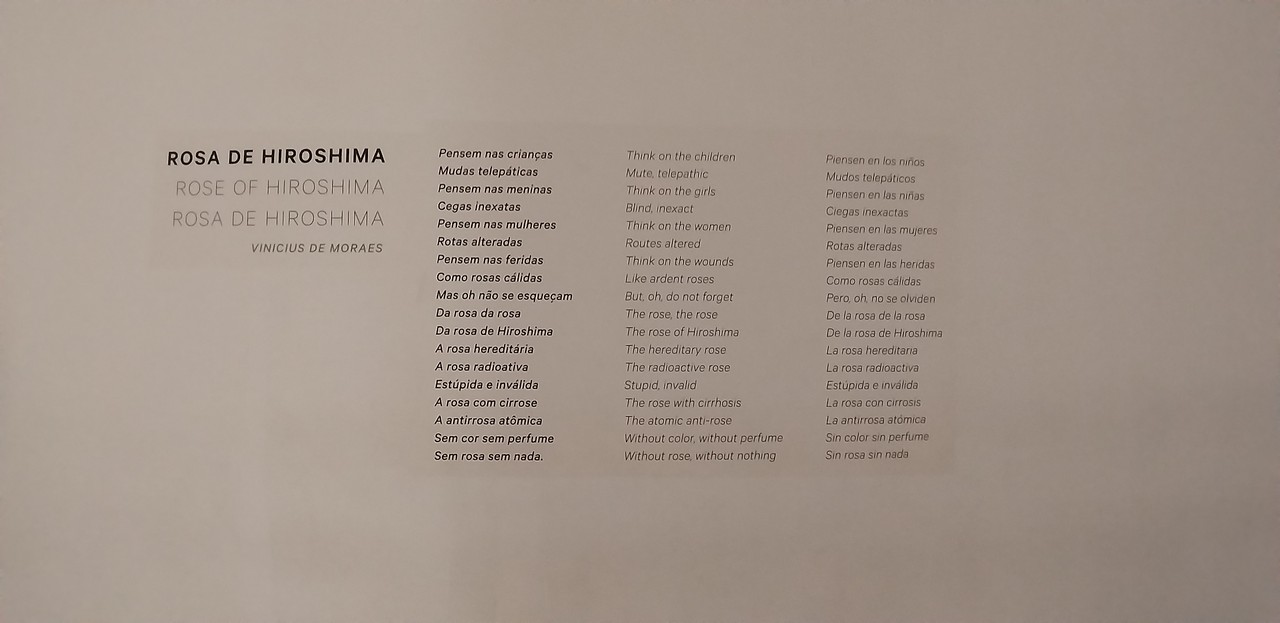 ROSA DE HIROSHIMA
ROSE OF HIROSHIMA
ROSA DE HIROSHIMA
VINICIUS DE MORAES
Pensem nas crianças
Mudas telepáticas
Pensem nas meninas
Cegas inexatas
Pensem nas mulheres
Rotas alteradas
Pensem nas feridas
Como rosas cálidas
Mas oh não se esqueçam
Da rosa da rosa
Da rosa de Hiroshima
A rosa hereditária
A rosa radioativa
Estúpida e inválida
A rosa com cirrose
A antirrosa atômica
Sem cor sem perfume
Sem rosa sem nada.
Think on the children
Mute, telepathic
Think on the girls
Blind, inexact
Think on the women
Routes altered
Think on the wounds
Like ardent roses
But, oh, do not forget
The rose, the rose
The rose of Hiroshima
The hereditary rose
The radioactive rose
Stupid, invalid
The rose with cirrhosis
The atomic anti-rose
Without color, without perfume
Without rose, without nothing
Piensen en los niños
Mudos telepáticos
Piensen en las niñas
Ciegas inexactas
Piensen en las mujeres
Rotas alteradas
Piensen en las heridas
Como rosas cálidas
Pero, oh, no se olviden
De la rosa de la rosa
De la rosa de Hiroshima
La rosa hereditaria
La rosa radioactiva
Estúpida e inválida
La rosa con cirrosis
La antirrosa atómica
Sin color sin perfume
Sin rosa sin nada